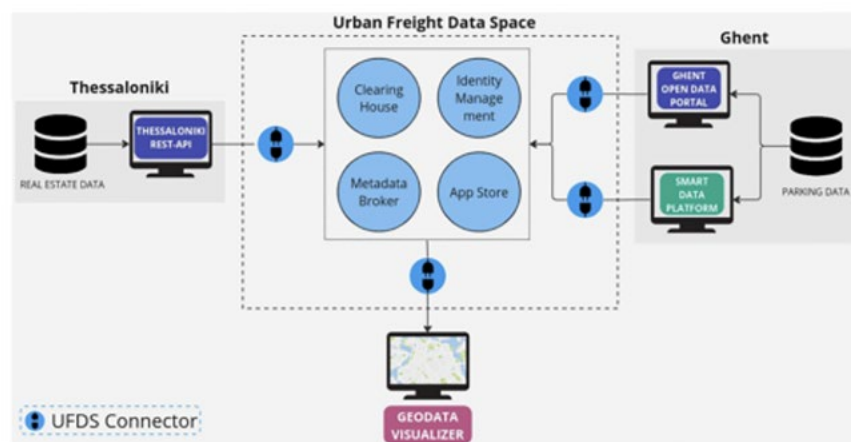 Urban Freight Data Space
Thessaloniki
THESSALONIKI
REST-API
REAL ESTATE DATA
Clearing
House
Identity
Manage
ment
Metadata
Broker
App Store
Ghent
GHENT
OPEN DATA
PORTAL
SMART
DATA
PLATFORM
PARKING DATA
GEODATA
VISUALIZER
UFDS Connector